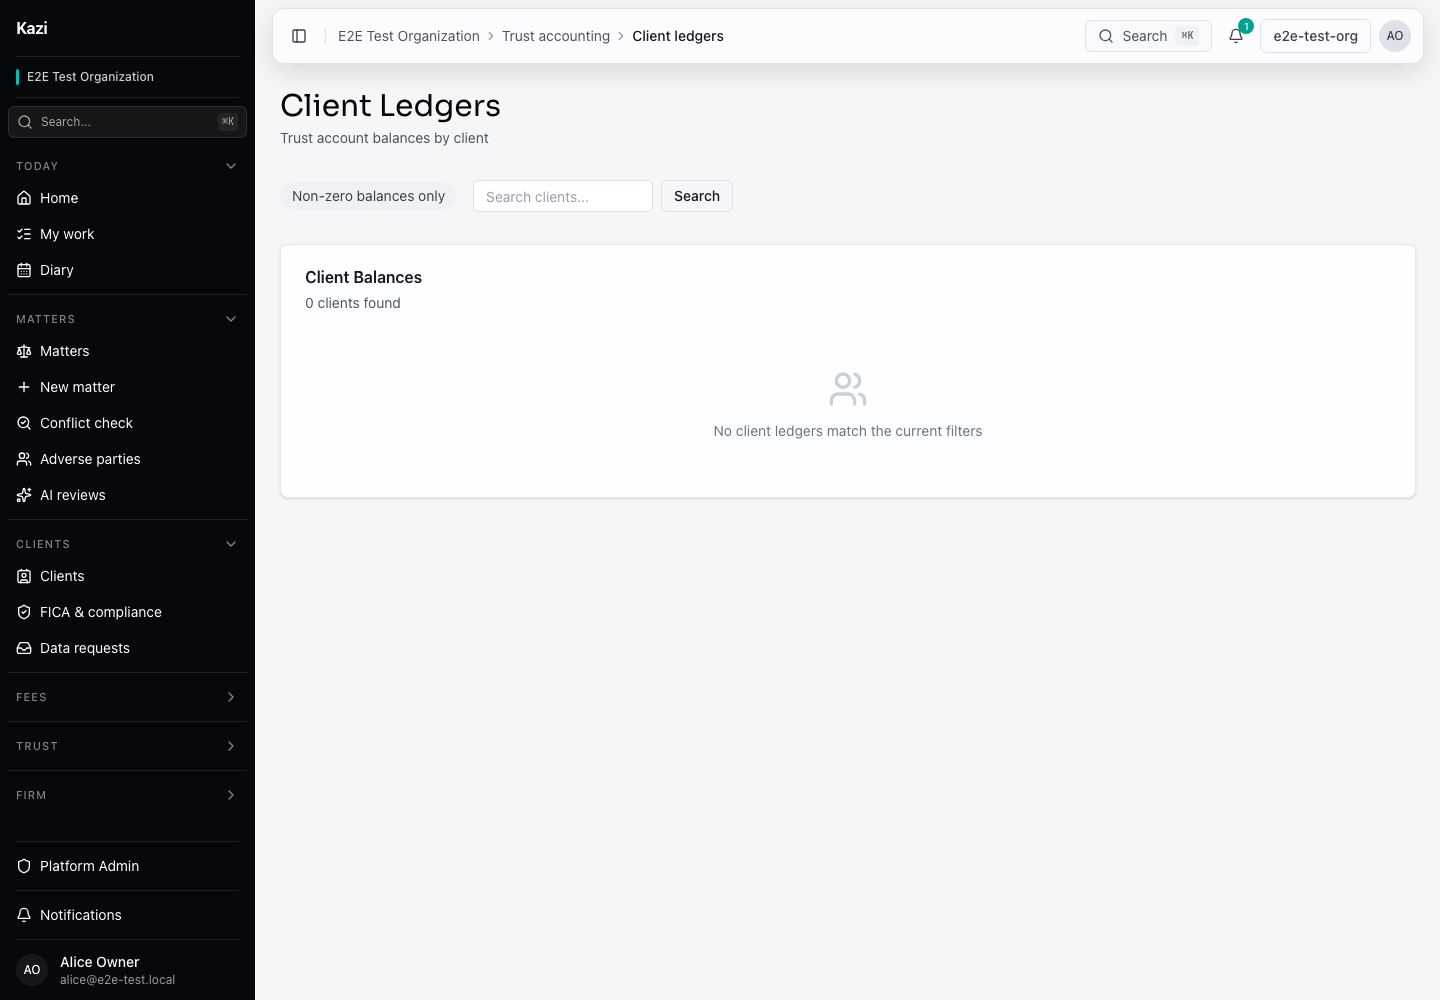 Kazi
E2E Test Organization
Search... ⌘K
TODAY
Home
My work
Diary
MATTERS
Matters
New matter
Conflict check
Adverse parties
AI reviews
CLIENTS
Clients
FICA & compliance
Data requests
FEES
TRUST
FIRM
Platform Admin
Notifications
AO
Alice Owner
alice@e2e-test.local
E2E Test Organization > Trust accounting > Client ledgers
Search ⌘K
1
e2e-test-org
AO
Client Ledgers
Trust account balances by client
Non-zero balances only
Search clients...
Search
Client Balances
0 clients found
No client ledgers match the current filters